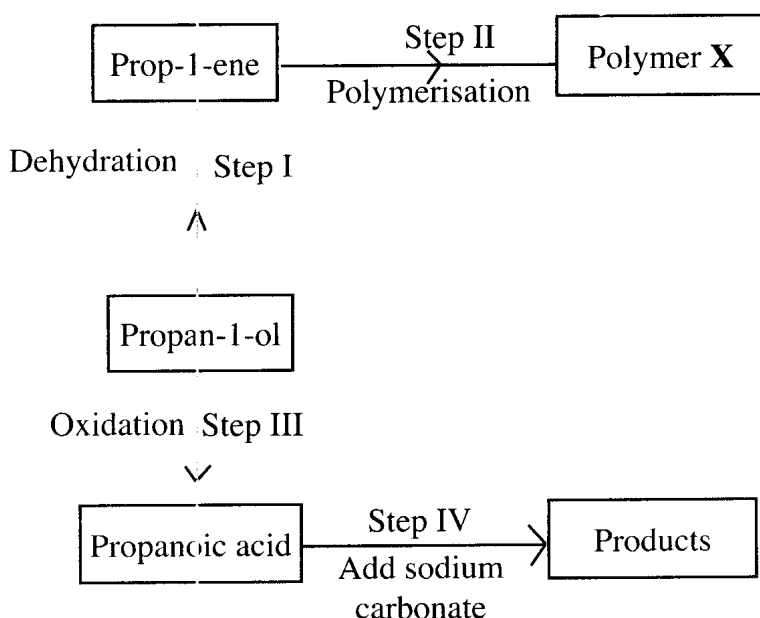 Step II
Prop-1-ene
Polymer X
Polymerisation
Dehydration Step I
Propan-1-ol
Oxidation Step III
Propanoic acid
Step IV
Products
Add sodium
carbonate